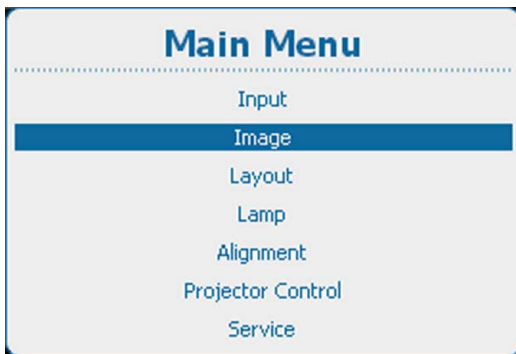 Main Menu
Input
Image
Layout
Lamp
Alignment
Projector Control
Service